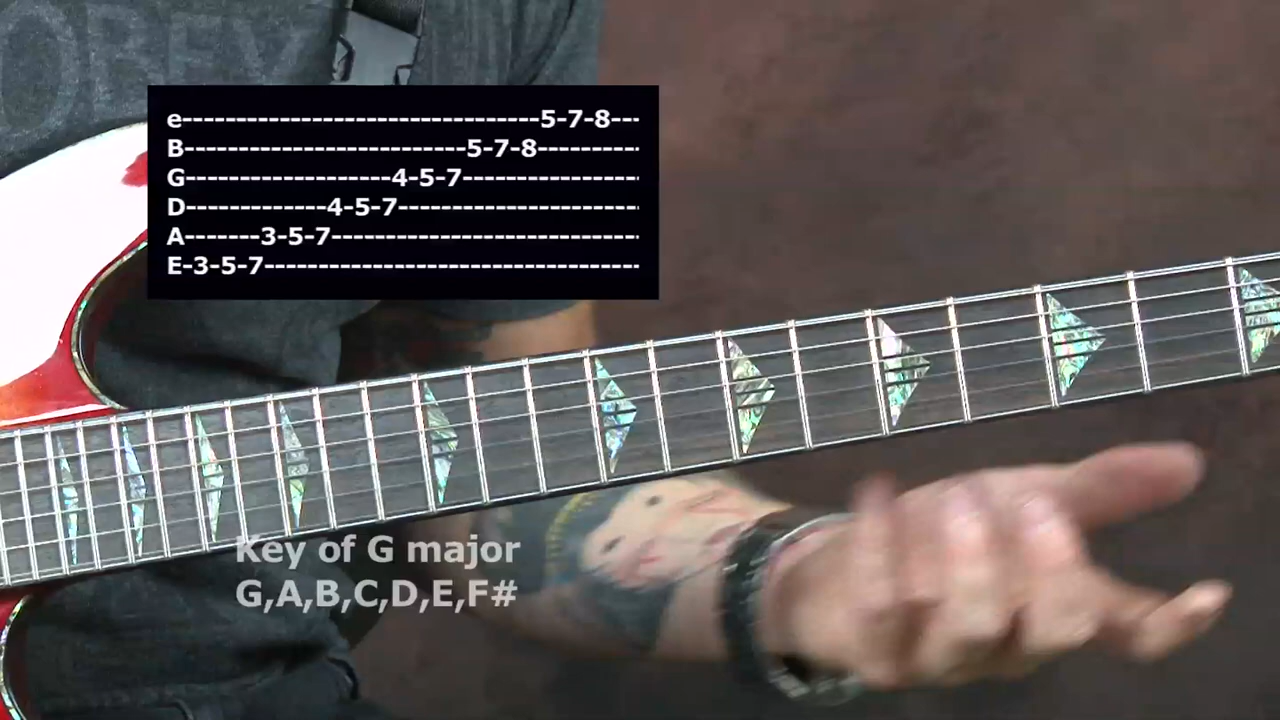 OBEY
e---------------------------------5-7-8---
B--------------------------5-7-8----------
G-------------------4-5-7-----------------
D-------------4-5-7-----------------------
A-------3-5-7-----------------------------
E-3-5-7-----------------------------------
Key of G major
G,A,B,C,D,E,F#